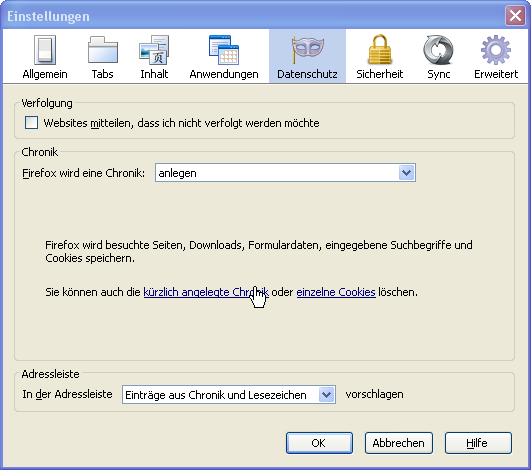 Einstellungen
Allgemein Tabs Inhalt Anwendungen Datenschutz Sicherheit Sync Erweitert
Verfolgung
Websites mitteilen, dass ich nicht verfolgt werden möchte
Chronik
Firefox wird eine Chronik: anlegen
Firefox wird besuchte Seiten, Downloads, Formulardaten, eingegebene Suchbegriffe und
Cookies speichern.
Sie können auch die kürzlich angelegte Chronik oder einzelne Cookies löschen.
Adressleiste
In der Adressleiste Einträge aus Chronik und Lesezeichen vorschlagen
OK Abbrechen Hilfe